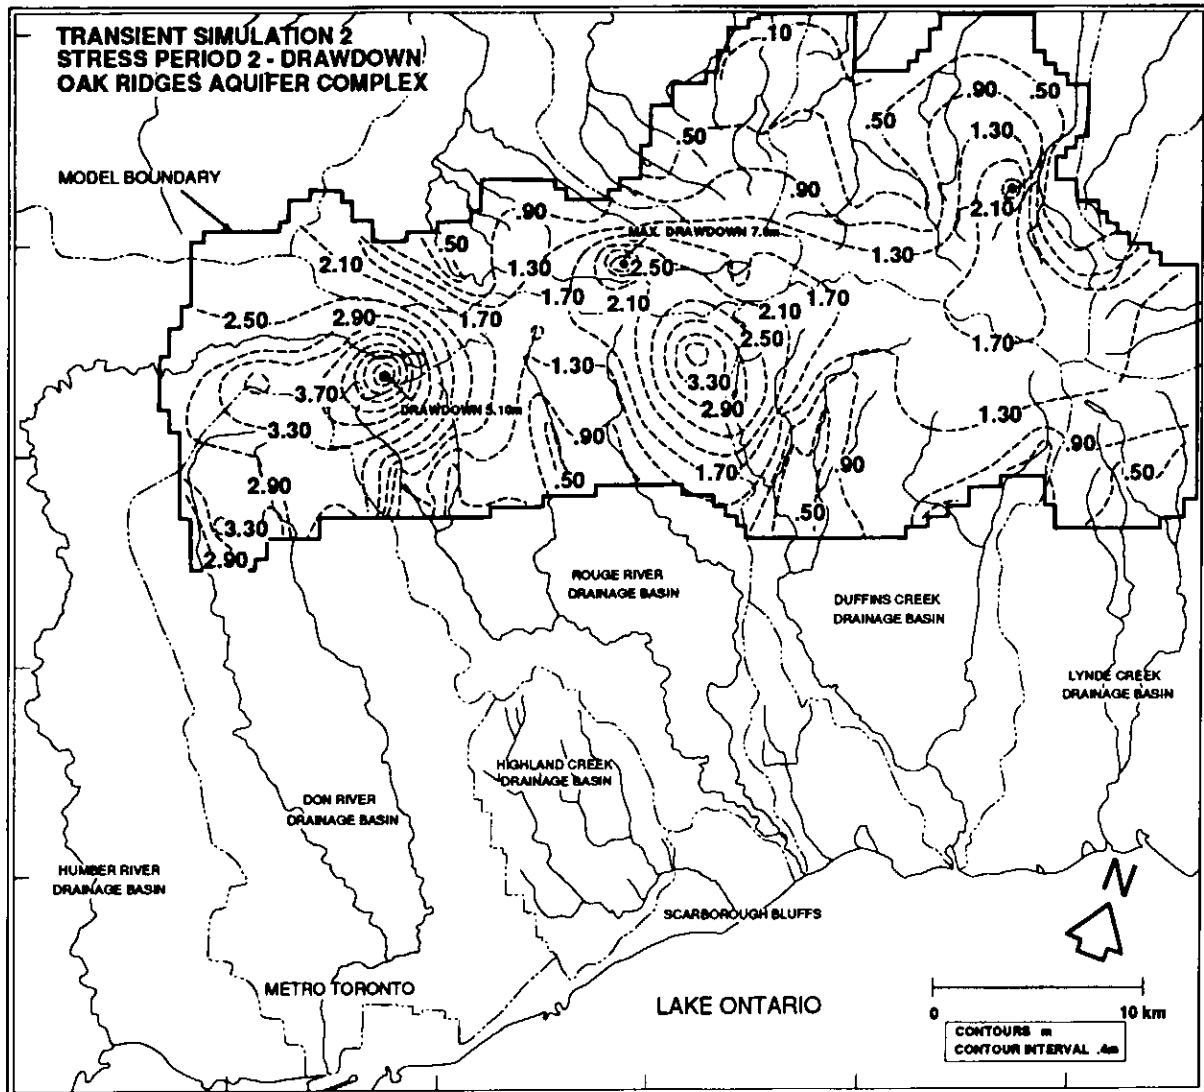 TRANSIENT SIMULATION 2
STRESS PERIOD 2 - DRAWDOWN
OAK RIDGES AQUIFER COMPLEX
.10
.90
.50
.50
1.30
.50
MODEL BOUNDARY
.90
2.10
.90
MAX. DRAWDOWN
.50
2.10
1.30
2.50
1.30
1.70
2.10
1.70
2.50
2.90
1.70
2.10
2.50
1.70
1.30
3.30
3.70
2.90
DRAWDOWN 5.10m
1.30
3.30
.90
.90
1.70
.90
.50
2.90
.50
.50
3.30
2.90
ROUGE RIVER
DRAINAGE BASIN
DUFFINS CREEK
DRAINAGE BASIN
LYNDE CREEK
DRAINAGE BASIN
HIGHLAND CREEK
DRAINAGE BASIN
DON RIVER
DRAINAGE BASIN
HUMBER RIVER
DRAINAGE BASIN
N
SCARBOROUGH BLUFFS
METRO TORONTO
LAKE ONTARIO
0 10 km
CONTOURS m
CONTOUR INTERVAL .4m